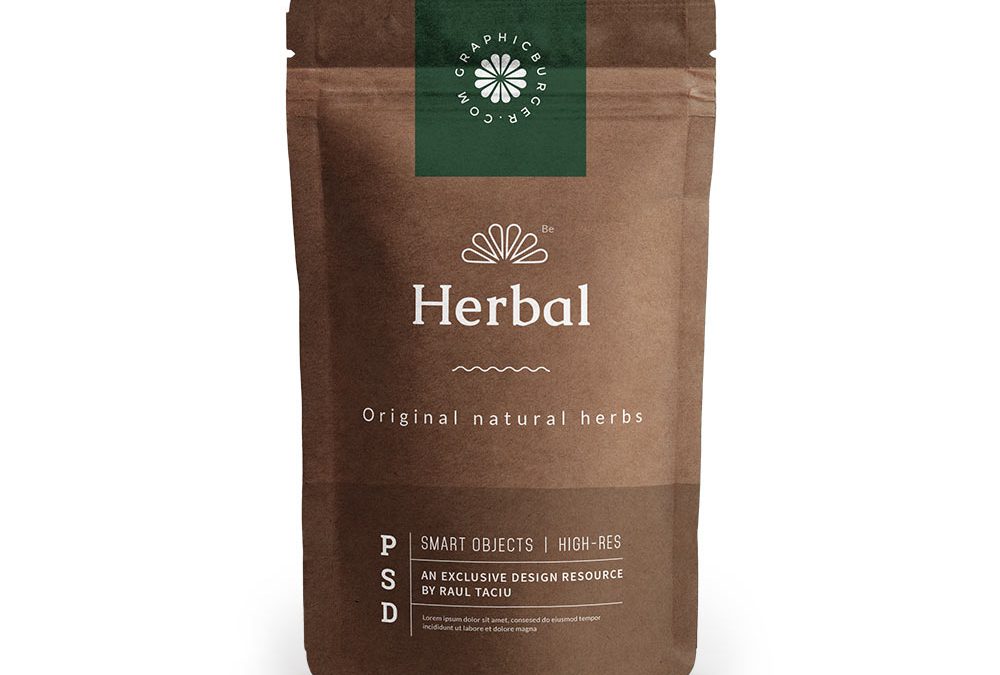 GRAPHICBURGER.COM
Be
Herbal
Original natural herbs
PSD
SMART OBJECTS | HIGH-RES
AN EXCLUSIVE DESIGN RESOURCE
BY RAUL TACIU
Lorem ipsum dolor sit amet, consesed do eiusmod tempor
incididunt ut labore et dolore magna